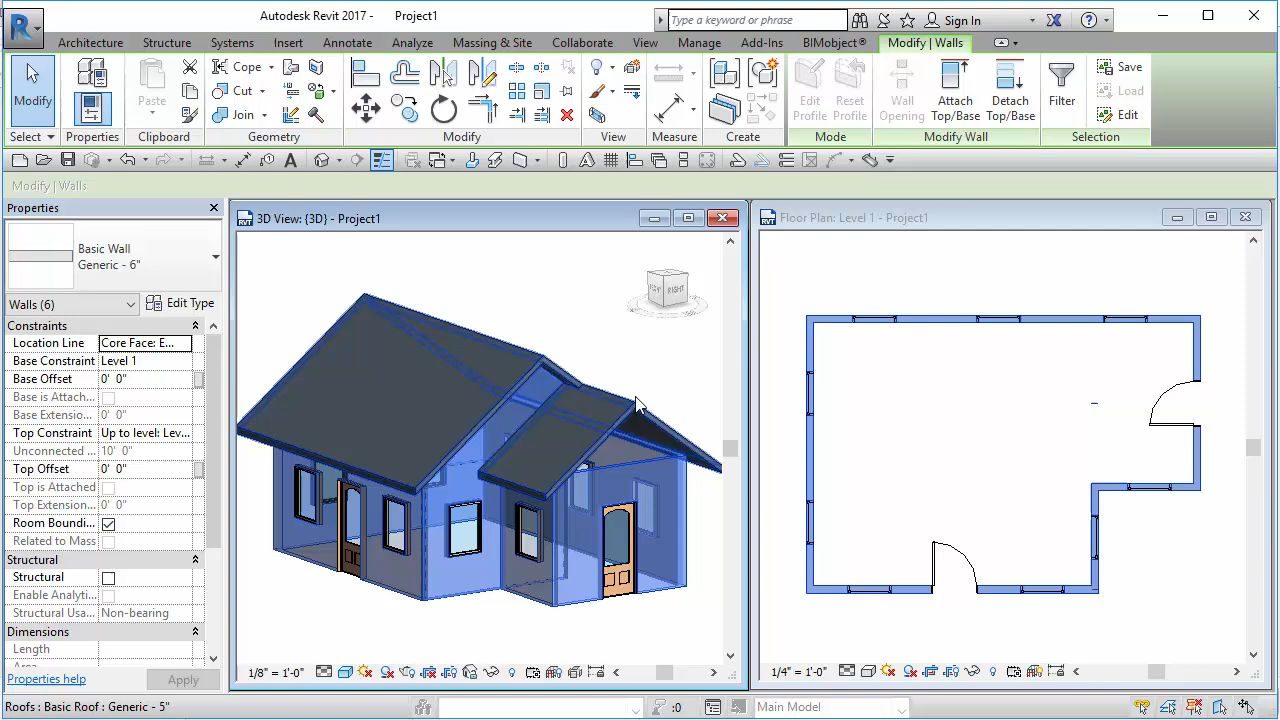 Autodesk Revit 2017 - Project1
Type a keyword or phrase
Sign In
Architecture Structure Systems Insert Annotate Analyze Massing & Site Collaborate View Manage Add-Ins BIMobject® Modify | Walls
Modify
Paste
Cope
Cut
Join
Edit Profile
Reset Profile
Wall Opening
Attach Top/Base
Detach Top/Base
Filter
Save
Load
Edit
Select Properties Clipboard Geometry Modify View Measure Create Mode Modify Wall Selection
Modify | Walls
Properties
Basic Wall
Generic - 6"
Walls (6) Edit Type
Constraints
Location Line Core Face: E...
Base Constraint Level 1
Base Offset 0' 0"
Base is Attach...
Base Extensio... 0' 0"
Top Constraint Up to level: Lev...
Unconnected ... 10' 0"
Top Offset 0' 0"
Top is Attached
Top Extension... 0' 0"
Room Boundi...
Related to Mass
Structural
Structural
Enable Analyti...
Structural Usa... Non-bearing
Dimensions
Length
Area
Properties help Apply
3D View: {3D} - Project1
RIGHT
1/8" = 1'-0"
Floor Plan: Level 1 - Project1
1/4" = 1'-0"
Roofs : Basic Roof : Generic - 5"
:0
Main Model